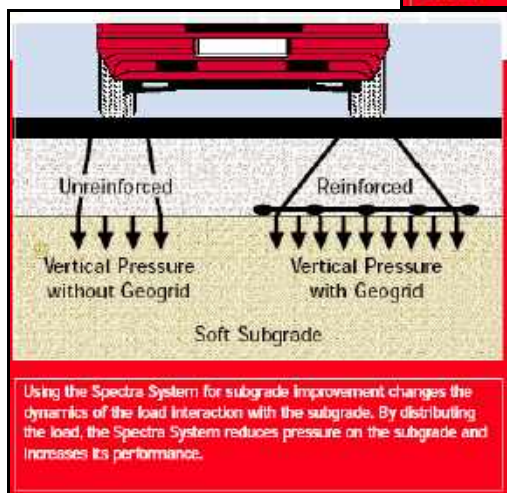 Unreinforced
Reinforced
Vertical Pressure
without Geogrid
Vertical Pressure
with Geogrid
Soft Subgrade
Using the Spectra System for subgrade improvement changes the
dynamics of the load interaction with the subgrade. By distributing
the load, the Spectra System reduces pressure on the subgrade and
increases its performance.